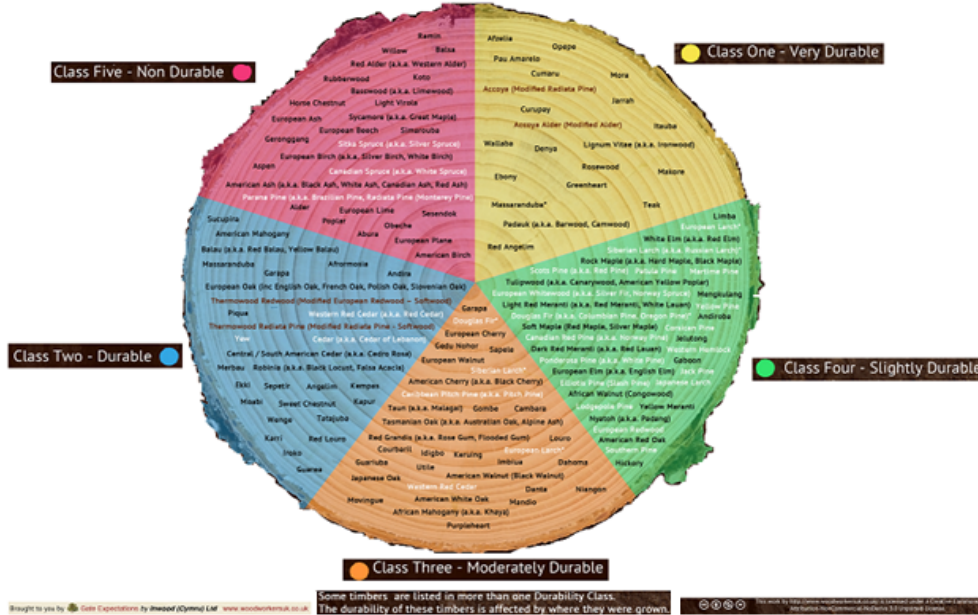 Class Five - Non Durable
Ramin
Willow Balsa
Red Alder (a.k.a. Western Alder)
Rubberwood Koto
Basswood (a.k.a. Limewood)
Horse Chestnut Light Virola
European Ash Sycamore (a.k.a. Great Maple)
European Beech Simarouba
Geronggang
Sitka Spruce (a.k.a. Silver Spruce)
European Birch (a.k.a. Silver Birch, White Birch)
Aspen
Canadian Spruce (a.k.a. White Spruce)
American Ash (a.k.a. Black Ash, White Ash, Canadian Ash, Red Ash)
Parana Pine (a.k.a. Brazilian Pine, Radiata Pine (Monterey Pine)
Alder European Lime Sesendok
Poplar Obeche
Abura European Plane
American Birch
Class One - Very Durable
Afzelia
Opepe
Pau Amarelo
Cumaru Mora
Accoya (Modified Radiata Pine)
Jarrah
Curupay
Accoya Alder (Modified Alder) Itauba
Wallaba Denya Lignum Vitae (a.k.a. Ironwood)
Rosewood
Makore
Ebony
Greenheart
Massaranduba* Teak
Padauk (a.k.a. Barwood, Camwood)
Red Angelim
Class Two - Durable
Sucupira
American Mahogany
Balau (a.k.a. Red Balau, Yellow Balau)
Massaranduba Afrormosia
Garapa Andira
European Oak (inc English Oak, French Oak, Polish Oak, Slovenian Oak)
Thermowood Redwood (Modified European Redwood – Softwood)
Piqua Western Red Cedar (a.k.a. Red Cedar)
Thermowood Radiata Pine (Modified Radiata Pine - Softwood)
Yew Cedar (a.k.a. Cedar of Lebanon)
Central / South American Cedar (a.k.a. Cedro Rosa)
Merbau Robinia (a.k.a. Black Locust, Falsa Acacia)
Ekki Sepetir Angelim Kempas
Moabi Sweet Chestnut Kapur
Wenge Tatajuba
Karri Red Louro
Iroko
Guarea
Class Four - Slightly Durable
Limba
European Larch*
White Elm (a.k.a. Red Elm)
Siberian Larch (a.k.a. Russian Larch)*
Rock Maple (a.k.a. Hard Maple, Black Maple)
Scots Pine (a.k.a. Red Pine) Patula Pine Maritime Pine
Tulipwood (a.k.a. Canarywood, American Yellow Poplar)
European Whitewood (a.k.a. Silver Fir, Norway Spruce) Mengkulang
Light Red Meranti (a.k.a. Red Meranti, White Lauan) Yellow Pine
Douglas Fir (a.k.a. Columbian Pine, Oregon Pine)* Andiroba
Soft Maple (Red Maple, Silver Maple) Corsican Pine
Canadian Red Pine (a.k.a. Norway Pine) Jelutong
Dark Red Meranti (a.k.a. Red Lauan) Western Hemlock
Ponderosa Pine (a.k.a. White Pine) Gaboon
European Elm (a.k.a. English Elm) Jack Pine
Elliotis Pine (Slash Pine) Japanese Larch
African Walnut (Congowood)
Lodgepole Pine Yellow Meranti
Nyatoh (a.k.a. Padang)
European Redwood
American Red Oak
Southern Pine
Hickory
Garapa
Douglas Fir*
European Cherry
Gedu Nohor Sapele
European Walnut
Siberian Larch*
American Cherry (a.k.a. Black Cherry)
Caribbean Pitch Pine (a.k.a. Pitch Pine)
Taun (a.k.a. Malagai) Gombe Cambara
Tasmanian Oak (a.k.a. Australian Oak, Alpine Ash)
Red Grandis (a.k.a. Rose Gum, Flooded Gum) Louro
Courbaril Idigbo Keruing European Larch*
Guariuba Utile Imbiua Dahoma
Japanese Oak American Walnut (Black Walnut)
Western Red Cedar Danta Niangon
Movingue American White Oak Mandio
African Mahogany (a.k.a. Khaya)
Purpleheart
Class Three - Moderately Durable
Brought to you by Gate Expectations by Inwood (Cymru) Ltd www.woodworkersuk.co.uk
Some timbers are listed in more than one Durability Class.
The durability of these timbers is affected by where they were grown.